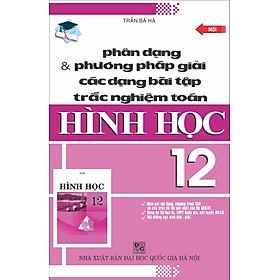 TRẦN BÁ HÀ
MỚI
phân dạng
& phương pháp giải
các dạng bài tập
trắc nghiệm toán
HÌNH HỌC
12
HÌNH HỌC
12
NHÀ XUẤT BẢN ĐẠI HỌC QUỐC GIA HÀ NỘI